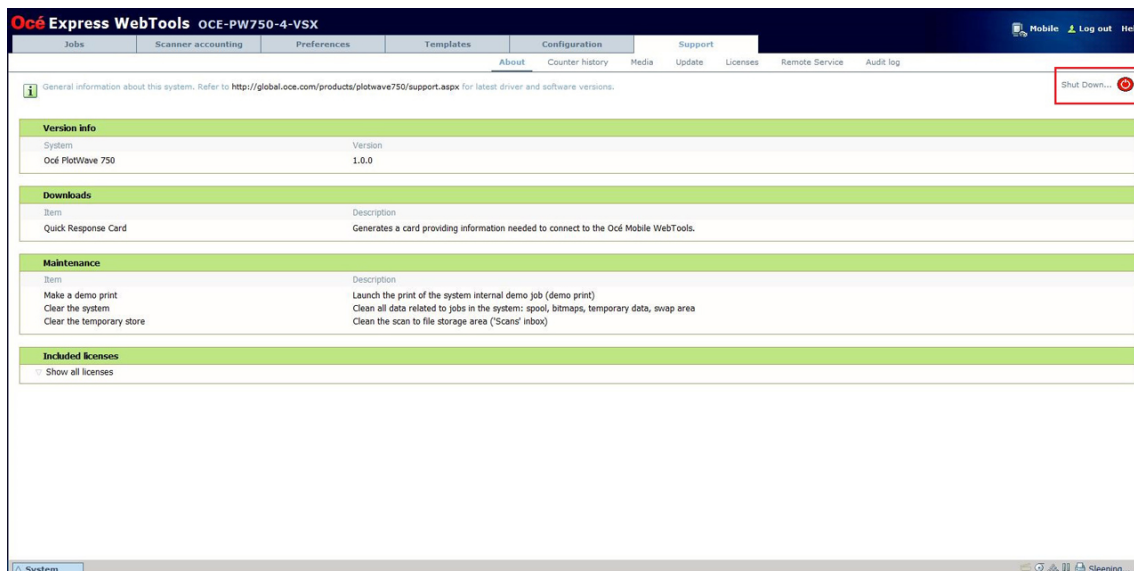 Océ Express WebTools OCE-PW750-4-VSX
Mobile Log out Hel
Jobs Scanner accounting Preferences Templates Configuration Support
About Counter history Media Update Licenses Remote Service Audit log
General information about this system. Refer to http://global.oce.com/products/plotwave750/support.aspx for latest driver and software versions.
Shut Down...
Version info
System Version
Océ PlotWave 750 1.0.0
Downloads
Item Description
Quick Response Card Generates a card providing information needed to connect to the Océ Mobile WebTools.
Maintenance
Item Description
Make a demo print Launch the print of the system internal demo job (demo print)
Clear the system Clean all data related to jobs in the system: spool, bitmaps, temporary data, swap area
Clear the temporary store Clean the scan to file storage area ('Scans' inbox)
Included licenses
Show all licenses
System Sleeping...